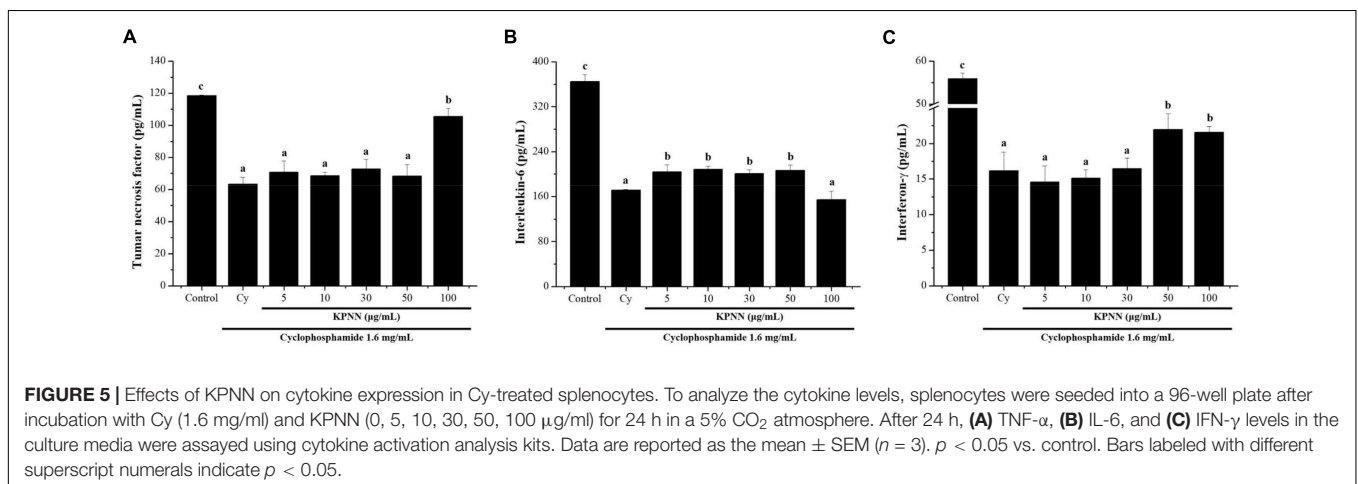 A
Tumar necrosis factor (pg/mL)
140
120
100
80
60
40
20
0
c
a
a
a
a
a
b
Control
Cy
5
10
30
50
100
KPNN (µg/mL)
Cyclophosphamide 1.6 mg/mL
B
Interleukin-6 (pg/mL)
400
360
240
160
80
0
c
a
b
b
b
b
a
Control
Cy
5
10
30
50
100
KPNN (µg/mL)
Cyclophosphamide 1.6 mg/mL
C
Interferon-γ (pg/mL)
60
50
25
20
15
10
5
0
c
a
a
a
a
b
b
Control
Cy
5
10
30
50
100
KPNN (µg/mL)
Cyclophosphamide 1.6 mg/mL
FIGURE 5 | Effects of KPNN on cytokine expression in Cy-treated splenocytes. To analyze the cytokine levels, splenocytes were seeded into a 96-well plate after
incubation with Cy (1.6 mg/ml) and KPNN (0, 5, 10, 30, 50, 100 µg/ml) for 24 h in a 5% CO₂ atmosphere. After 24 h, (A) TNF-α, (B) IL-6, and (C) IFN-γ levels in the
culture media were assayed using cytokine activation analysis kits. Data are reported as the mean ± SEM (n = 3). p < 0.05 vs. control. Bars labeled with different
superscript numerals indicate p < 0.05.